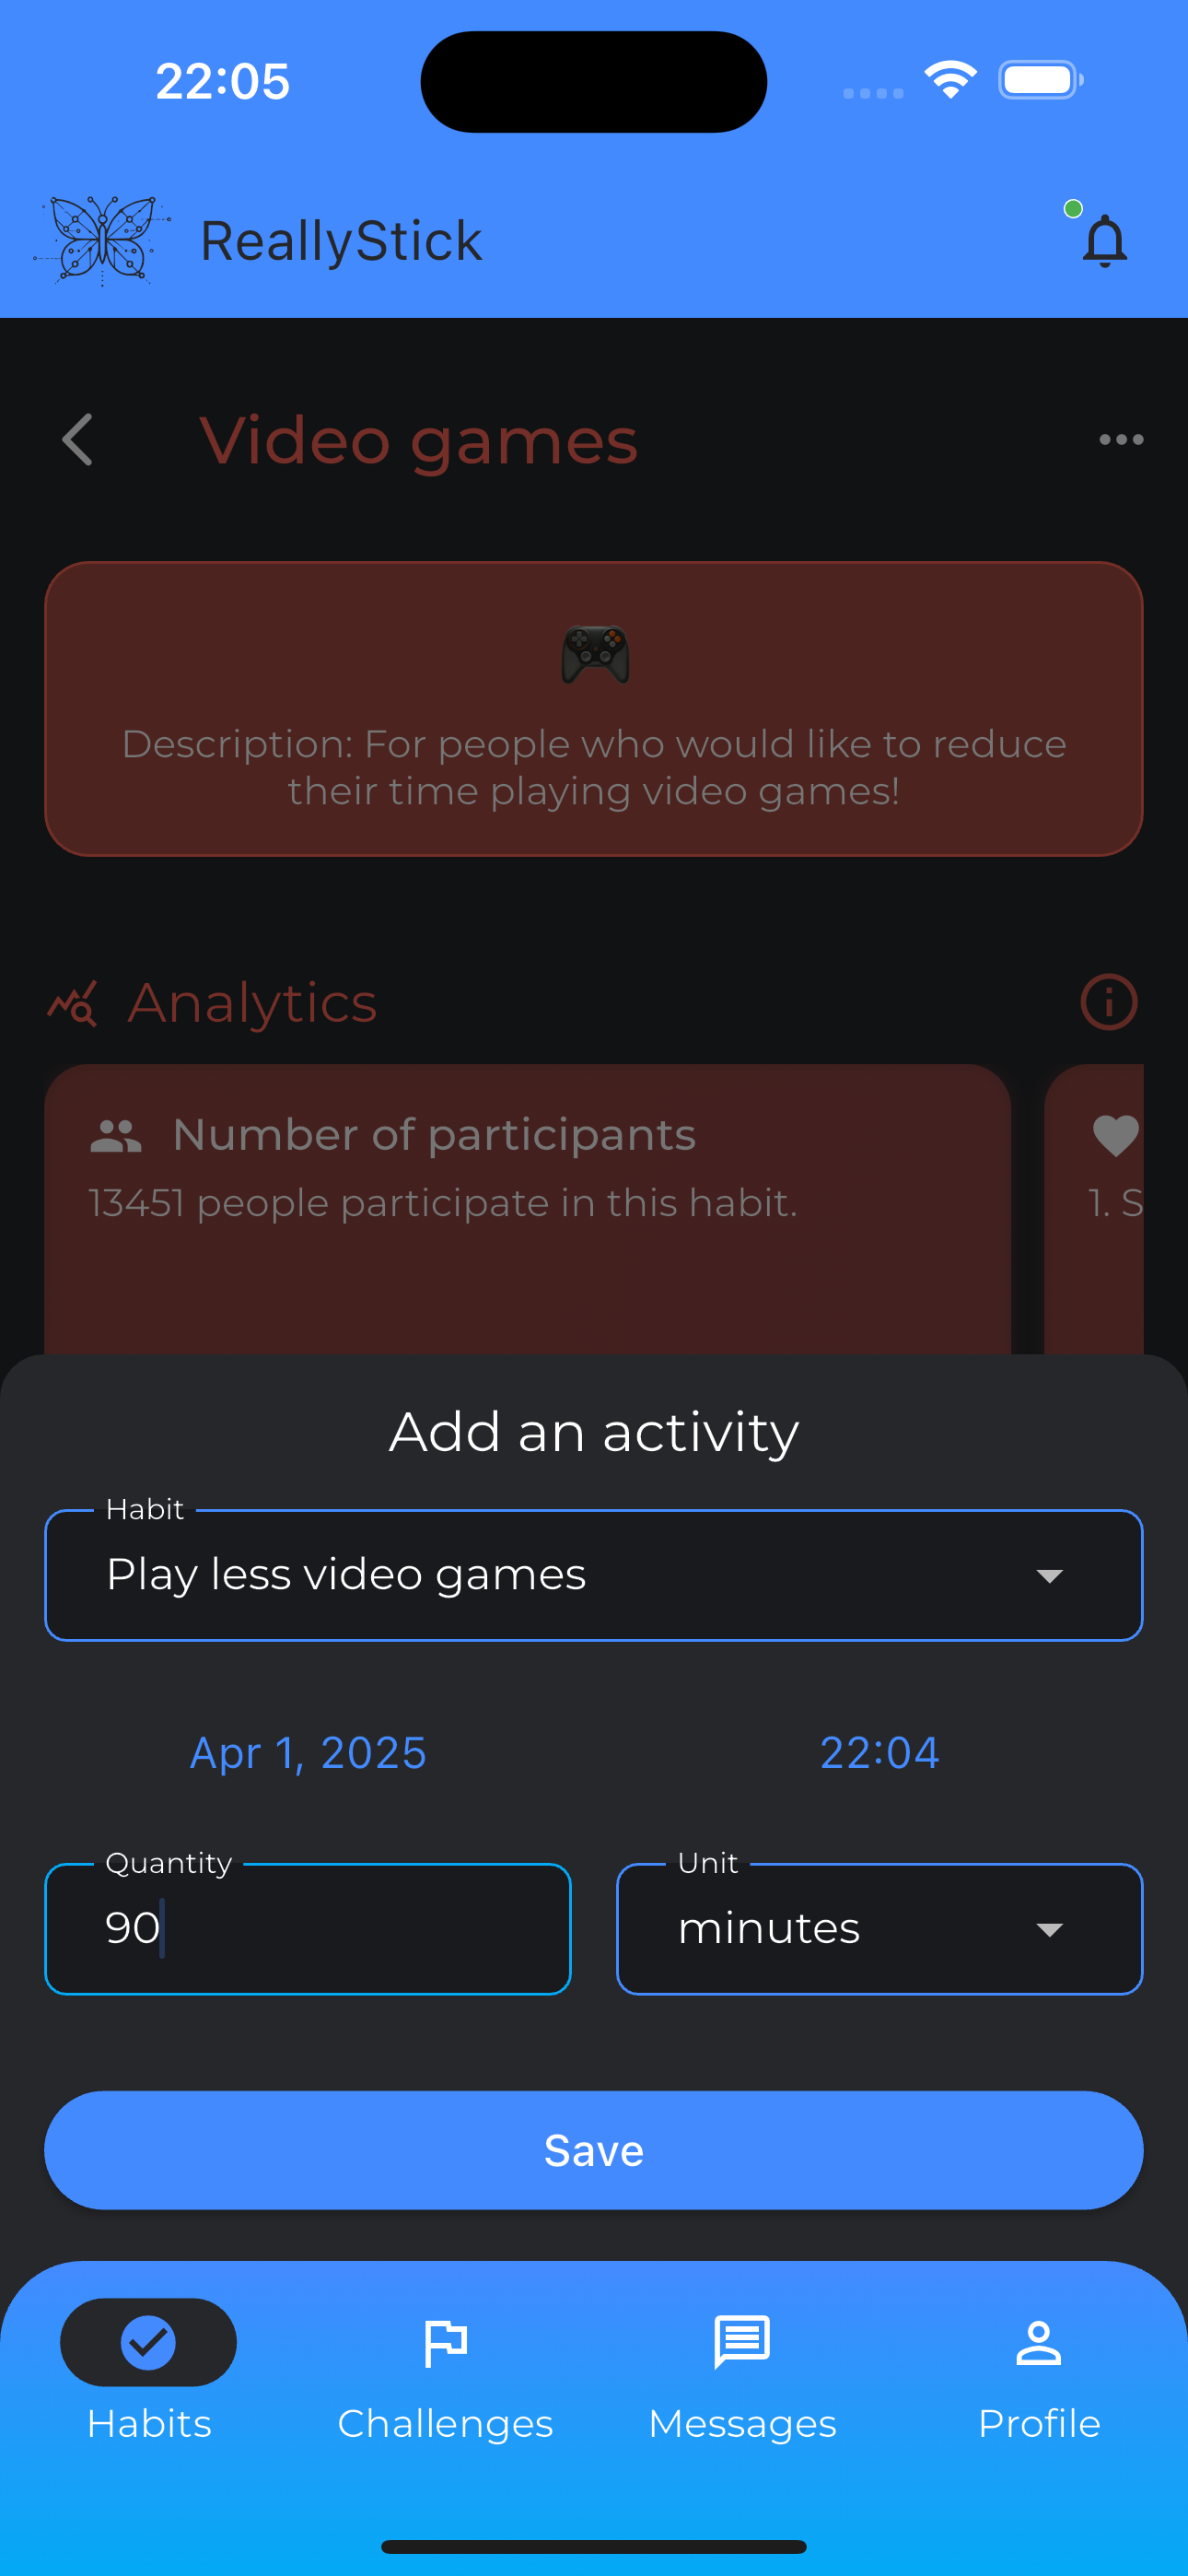 22:05
ReallyStick
Video games
Description: For people who would like to reduce
their time playing video games!
Analytics
Number of participants
13451 people participate in this habit.
1. S
Add an activity
Habit
Play less video games
Apr 1, 2025
22:04
Quantity
Unit
90
minutes
Save
Habits
Challenges
Messages
Profile